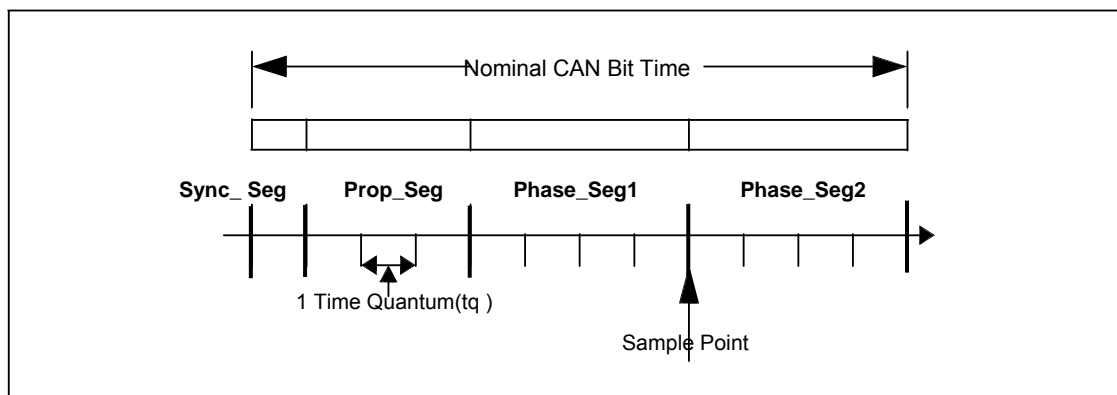 Nominal CAN Bit Time
Sync_ Seg Prop_Seg Phase_Seg1 Phase_Seg2
1 Time Quantum(tq )
Sample Point